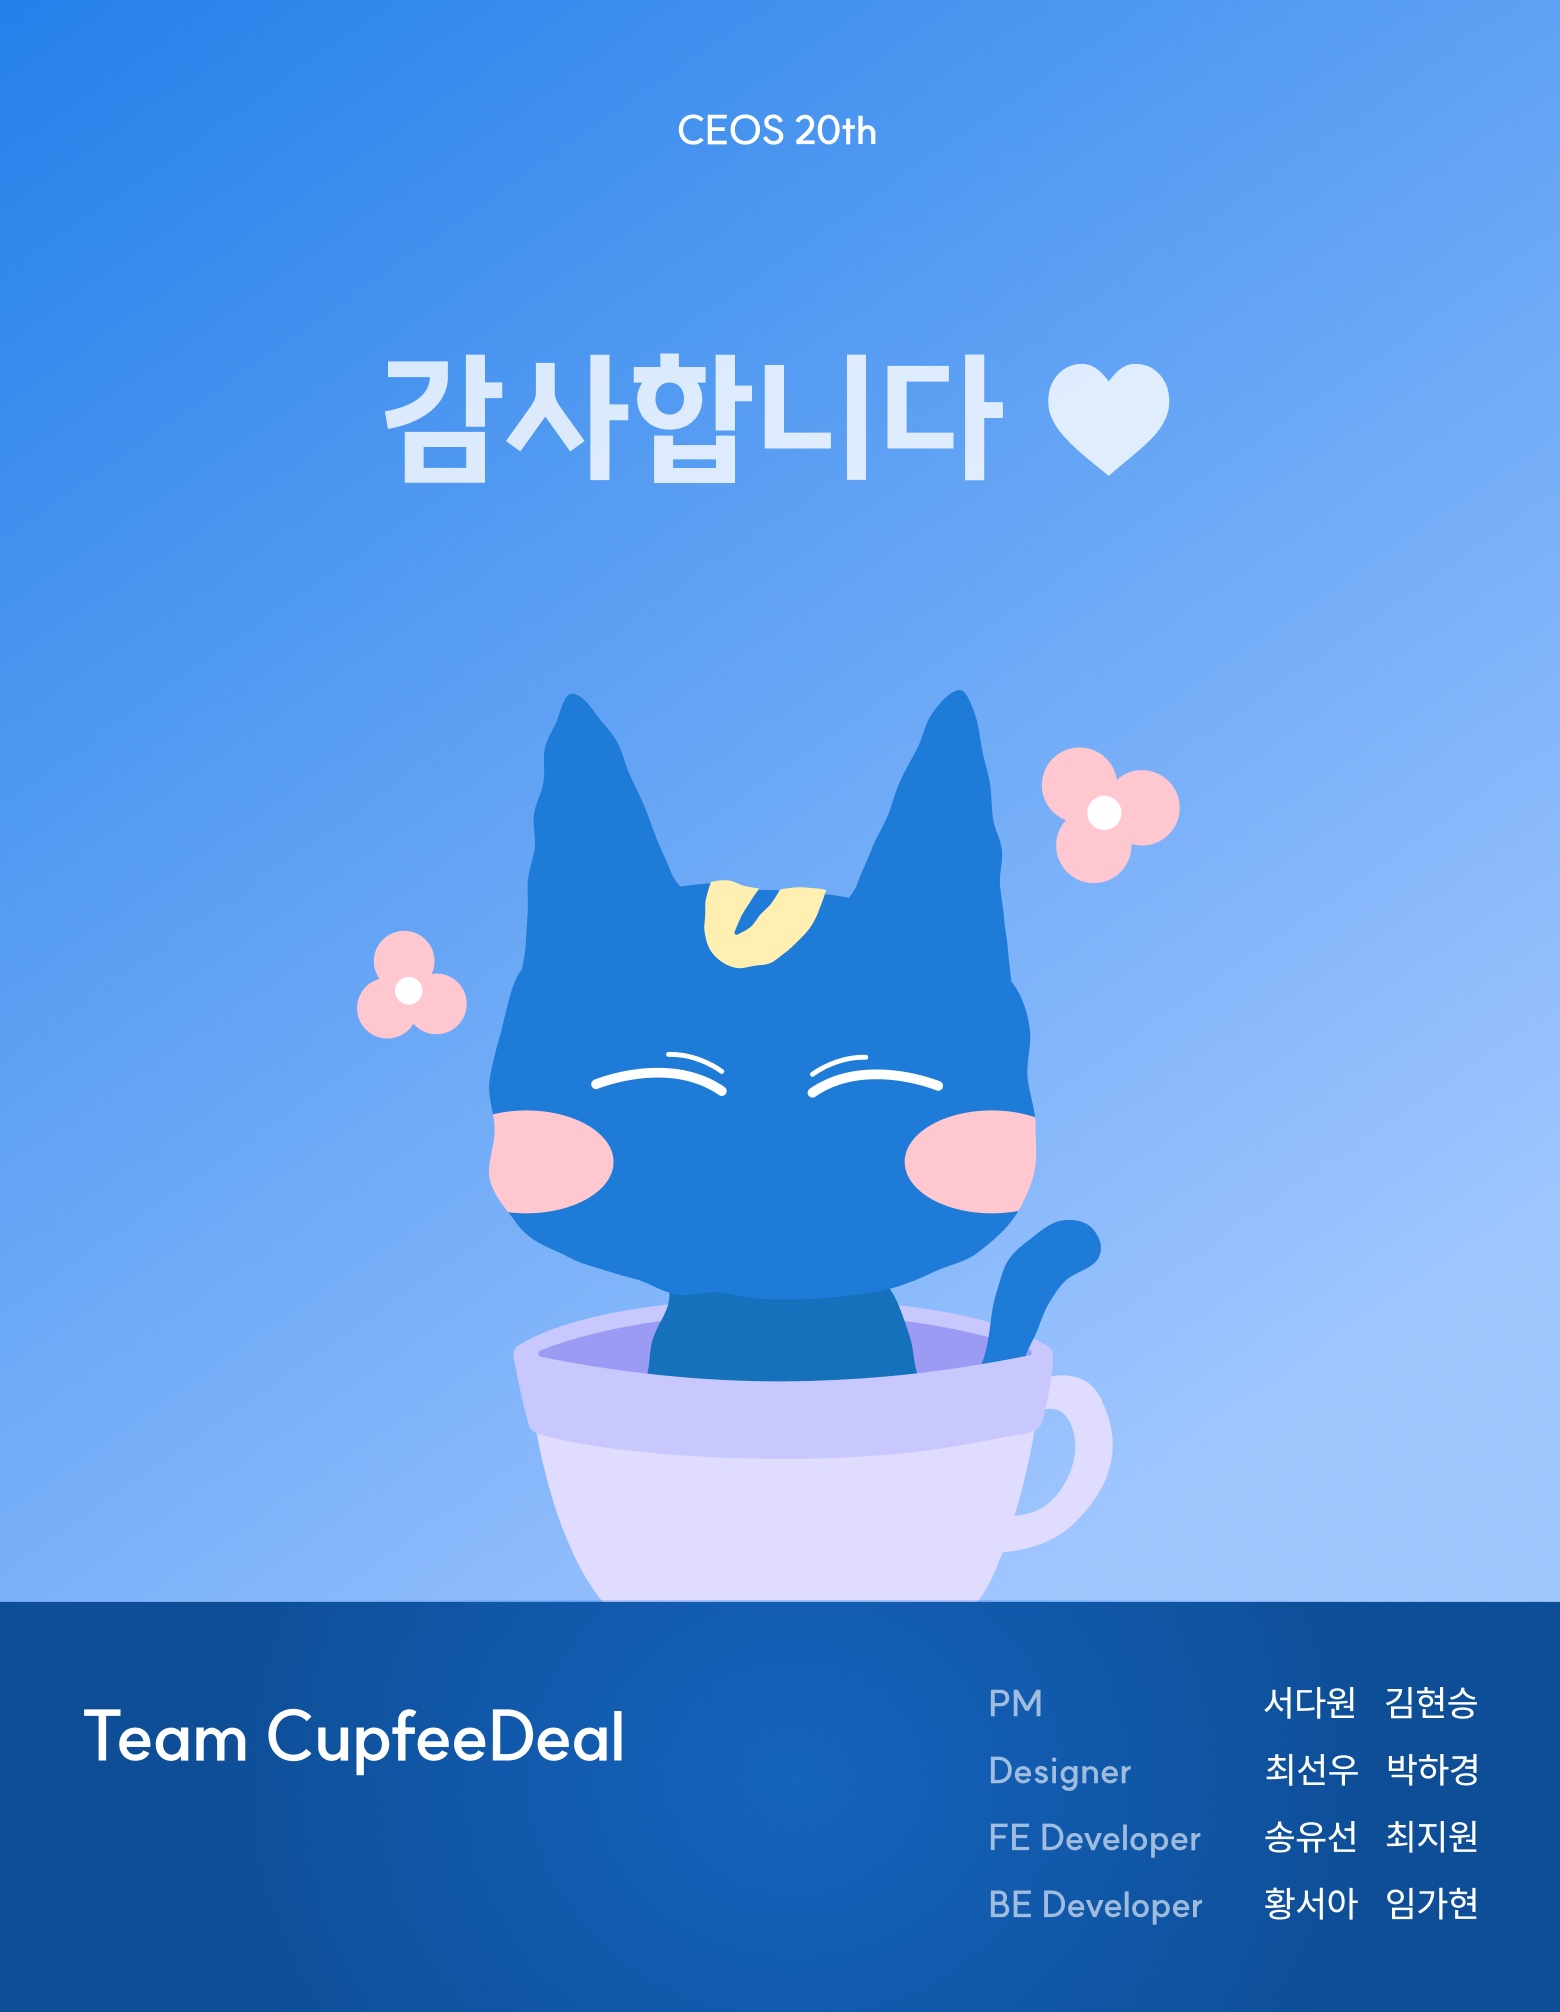 CEOS 20th
감사합니다
Team CupfeeDeal
PM 서다원 김현승
Designer 최선우 박하경
FE Developer 송유선 최지원
BE Developer 황서아 임가현